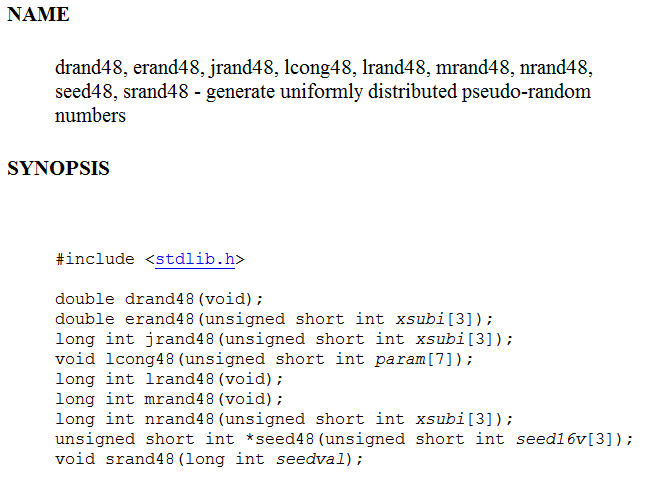 NAME
drand48, erand48, jrand48, lcong48, lrand48, mrand48, nrand48,
seed48, srand48 - generate uniformly distributed pseudo-random
numbers
SYNOPSIS
#include <stdlib.h>
double drand48(void);
double erand48(unsigned short int xsubi[3]);
long int jrand48(unsigned short int xsubi[3]);
void lcong48(unsigned short int param[7]);
long int lrand48(void);
long int mrand48(void);
long int nrand48(unsigned short int xsubi[3]);
unsigned short int *seed48(unsigned short int seed16v[3]);
void srand48(long int seedval);